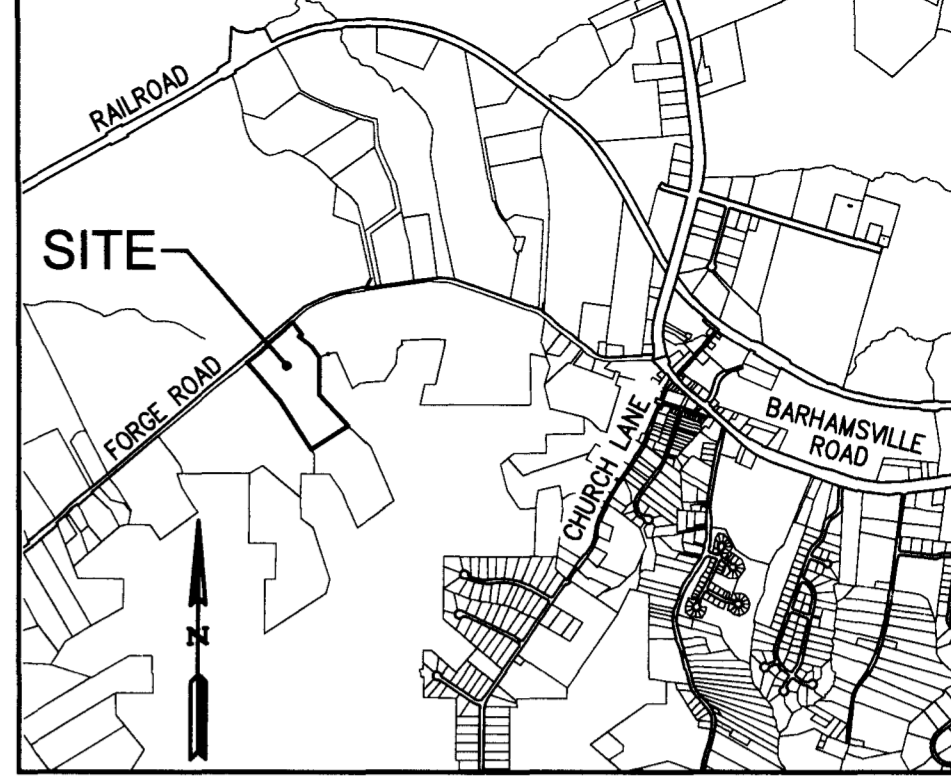 RAILROAD
SITE
FORGE ROAD
CHURCH LANE
BARHAMSVILLE
ROAD
N